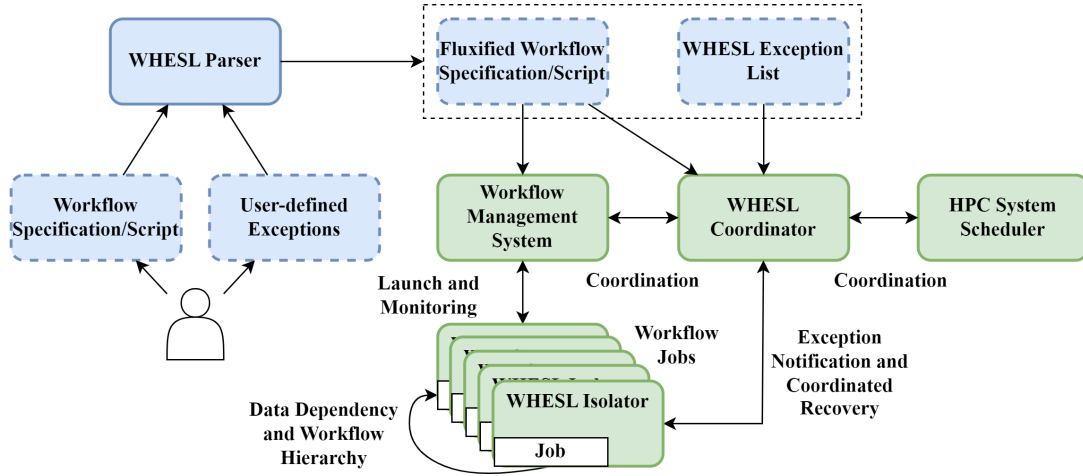 WHESL Parser
Fluxified Workflow
Specification/Script
WHESL Exception
List
Workflow
Specification/Script
User-defined
Exceptions
Workflow
Management
System
WHESL
Coordinator
HPC System
Scheduler
Launch and
Monitoring
Coordination
Coordination
Workflow
Jobs
Exception
Notification and
Coordinated
Recovery
WHESL Isolator
Job
Data Dependency
and Workflow
Hierarchy